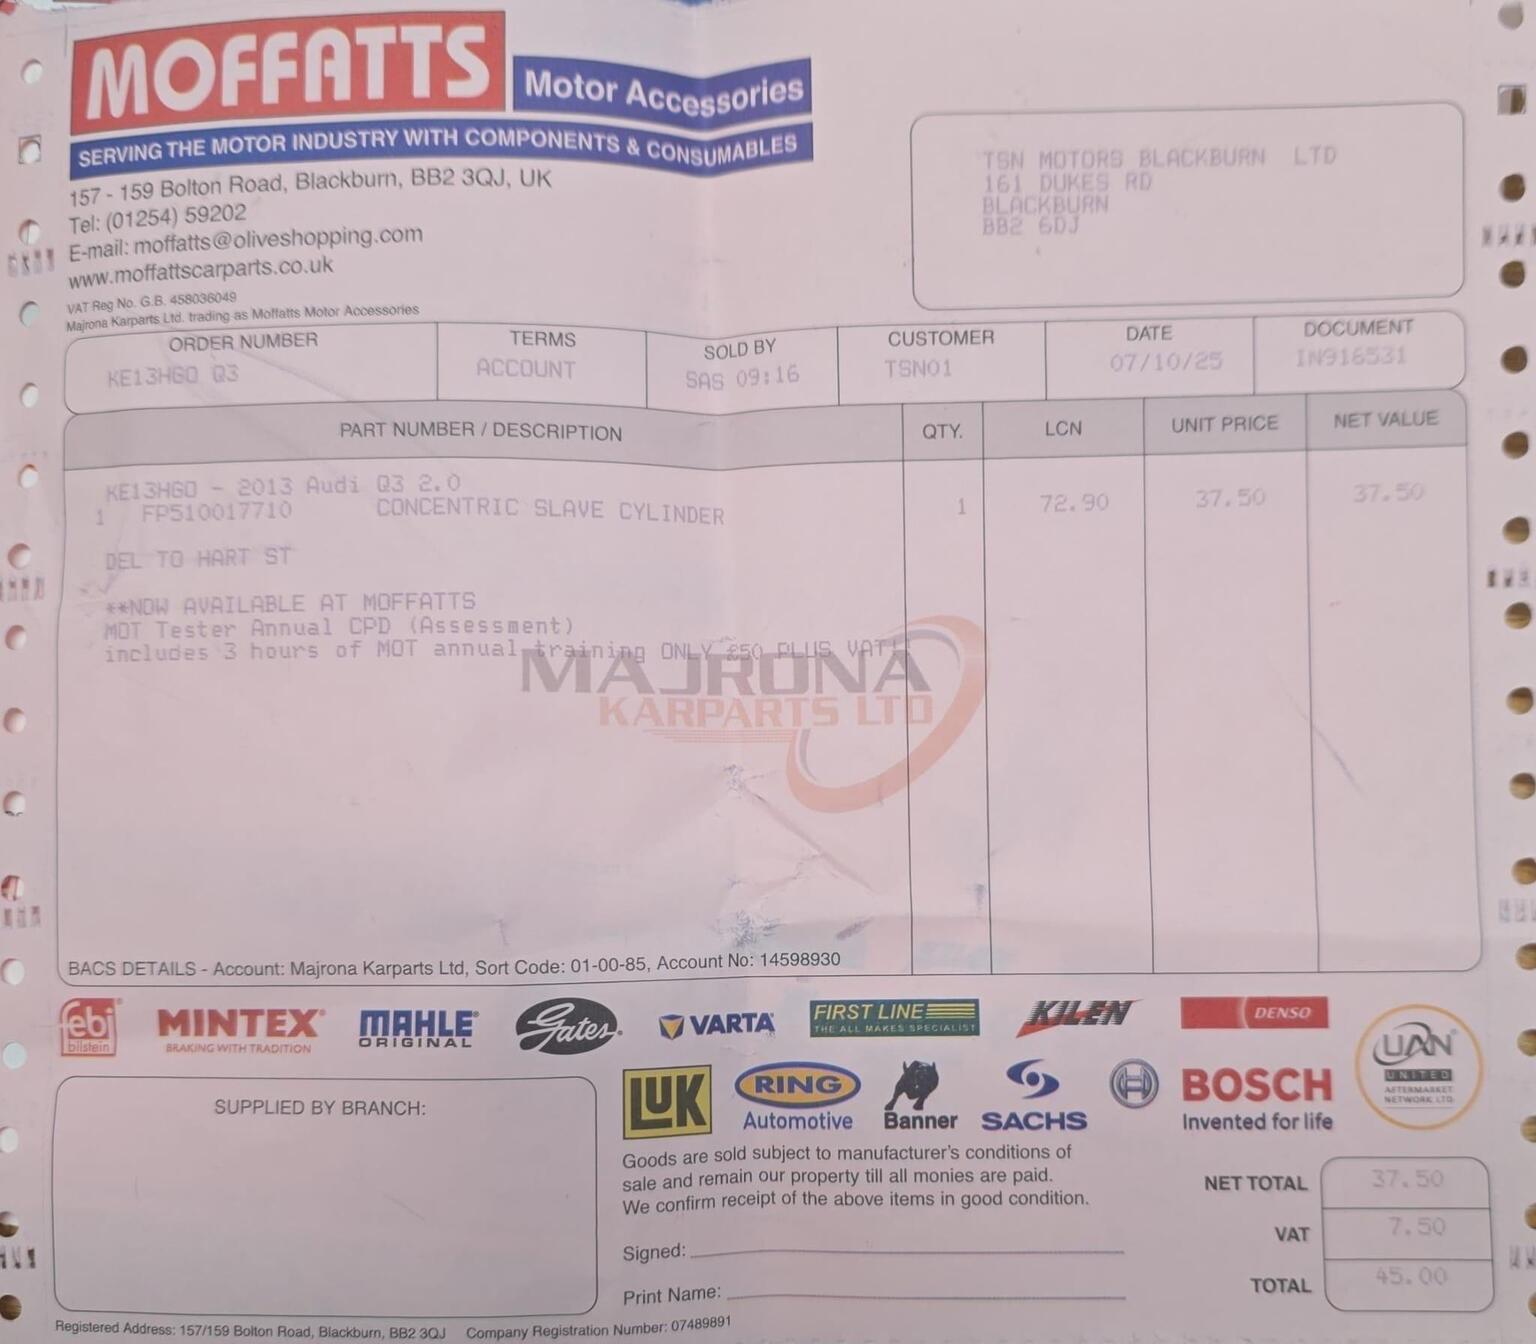 MOFFATTS
Motor Accessories
SERVING THE MOTOR INDUSTRY WITH COMPONENTS & CONSUMABLES
157 - 159 Bolton Road, Blackburn, BB2 3QJ, UK
Tel: (01254) 59202
E-mail: moffatts@oliveshopping.com
www.moffattscarparts.co.uk
VAT Reg No. G.B. 458036049
Majrona Karparts Ltd. trading as Moffatts Motor Accessories
TSN MOTORS BLACKBURN LTD
161 DUKES RD
BLACKBURN
BB2 6DJ
ORDER NUMBER TERMS SOLD BY CUSTOMER DATE DOCUMENT
KE13HGO Q3 ACCOUNT SAS 09:16 TSN01 07/10/25 IN916531
PART NUMBER / DESCRIPTION QTY. LCN UNIT PRICE NET VALUE
KE13HGO - 2013 Audi Q3 2.0
1 FP510017710 CONCENTRIC SLAVE CYLINDER 1 72.90 37.50 37.50
DEL TO HART ST
**NOW AVAILABLE AT MOFFATTS
MOT Tester Annual CPD (Assessment)
includes 3 hours of MOT annual training ONLY £50 PLUS VAT!
MAJRONA
KARPARTS LTD
BACS DETAILS - Account: Majrona Karparts Ltd, Sort Code: 01-00-85, Account No: 14598930
febi
bilstein
MINTEX
BRAKING WITH TRADITION
MAHLE
ORIGINAL
Gates
VARTA
FIRST LINE
THE ALL MAKES SPECIALIST
KILEN
DENSO
UAN
UNITED
AFTERMARKET
NETWORK LTD
LUK
RING
Automotive
Banner
SACHS
BOSCH
Invented for life
SUPPLIED BY BRANCH:
Goods are sold subject to manufacturer's conditions of
sale and remain our property till all monies are paid.
We confirm receipt of the above items in good condition.
Signed:
Print Name:
NET TOTAL 37.50
VAT 7.50
TOTAL 45.00
Registered Address: 157/159 Bolton Road, Blackburn, BB2 3QJ Company Registration Number: 07489891